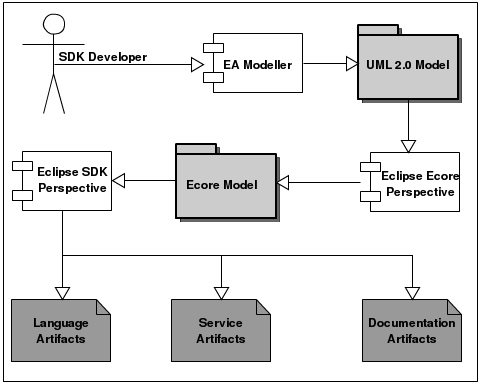 SDK Developer
EA Modeller
UML 2.0 Model
Eclipse SDK
Perspective
Ecore Model
Eclipse Ecore
Perspective
Language
Artifacts
Service
Artifacts
Documentation
Artifacts